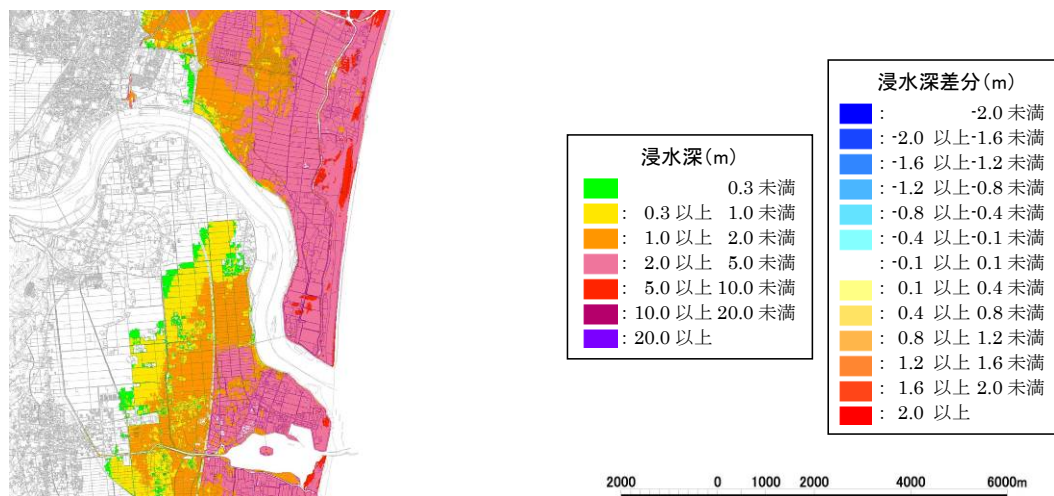 浸水深(m)
0.3 未満
: 0.3 以上 1.0 未満
: 1.0 以上 2.0 未満
: 2.0 以上 5.0 未満
: 5.0 以上 10.0 未満
: 10.0 以上 20.0 未満
: 20.0 以上
浸水深差分(m)
: -2.0 未満
: -2.0 以上-1.6 未満
: -1.6 以上-1.2 未満
: -1.2 以上-0.8 未満
: -0.8 以上-0.4 未満
: -0.4 以上-0.1 未満
-0.1 以上 0.1 未満
: 0.1 以上 0.4 未満
: 0.4 以上 0.8 未満
: 0.8 以上 1.2 未満
: 1.2 以上 1.6 未満
: 1.6 以上 2.0 未満
: 2.0 以上
2000 0 1000 2000 4000 6000m